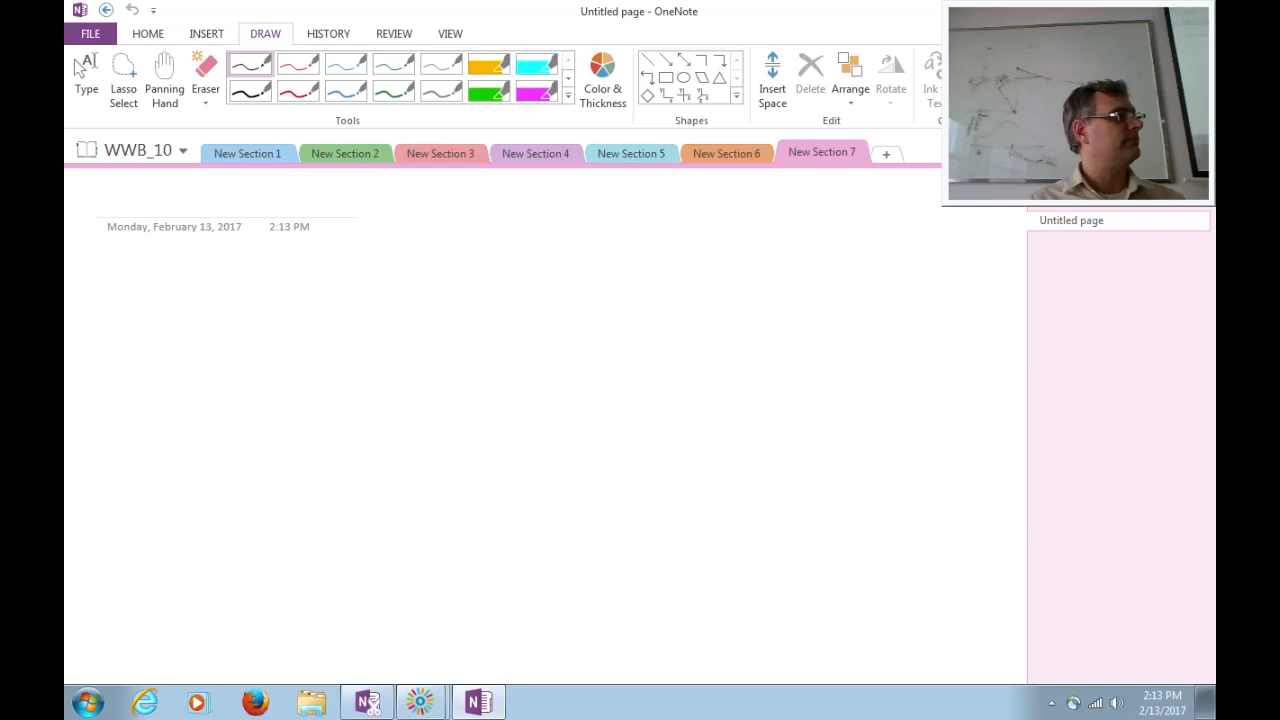 Untitled page - OneNote
FILE HOME INSERT DRAW HISTORY REVIEW VIEW
Type
Lasso Select
Panning Hand
Eraser
Color & Thickness
Insert Space
Delete
Arrange
Rotate
Ink to
Tools
Shapes
Edit
WWB_10
New Section 1
New Section 2
New Section 3
New Section 4
New Section 5
New Section 6
New Section 7
Untitled page
Monday, February 13, 2017 2:13 PM
2:13 PM
2/13/2017